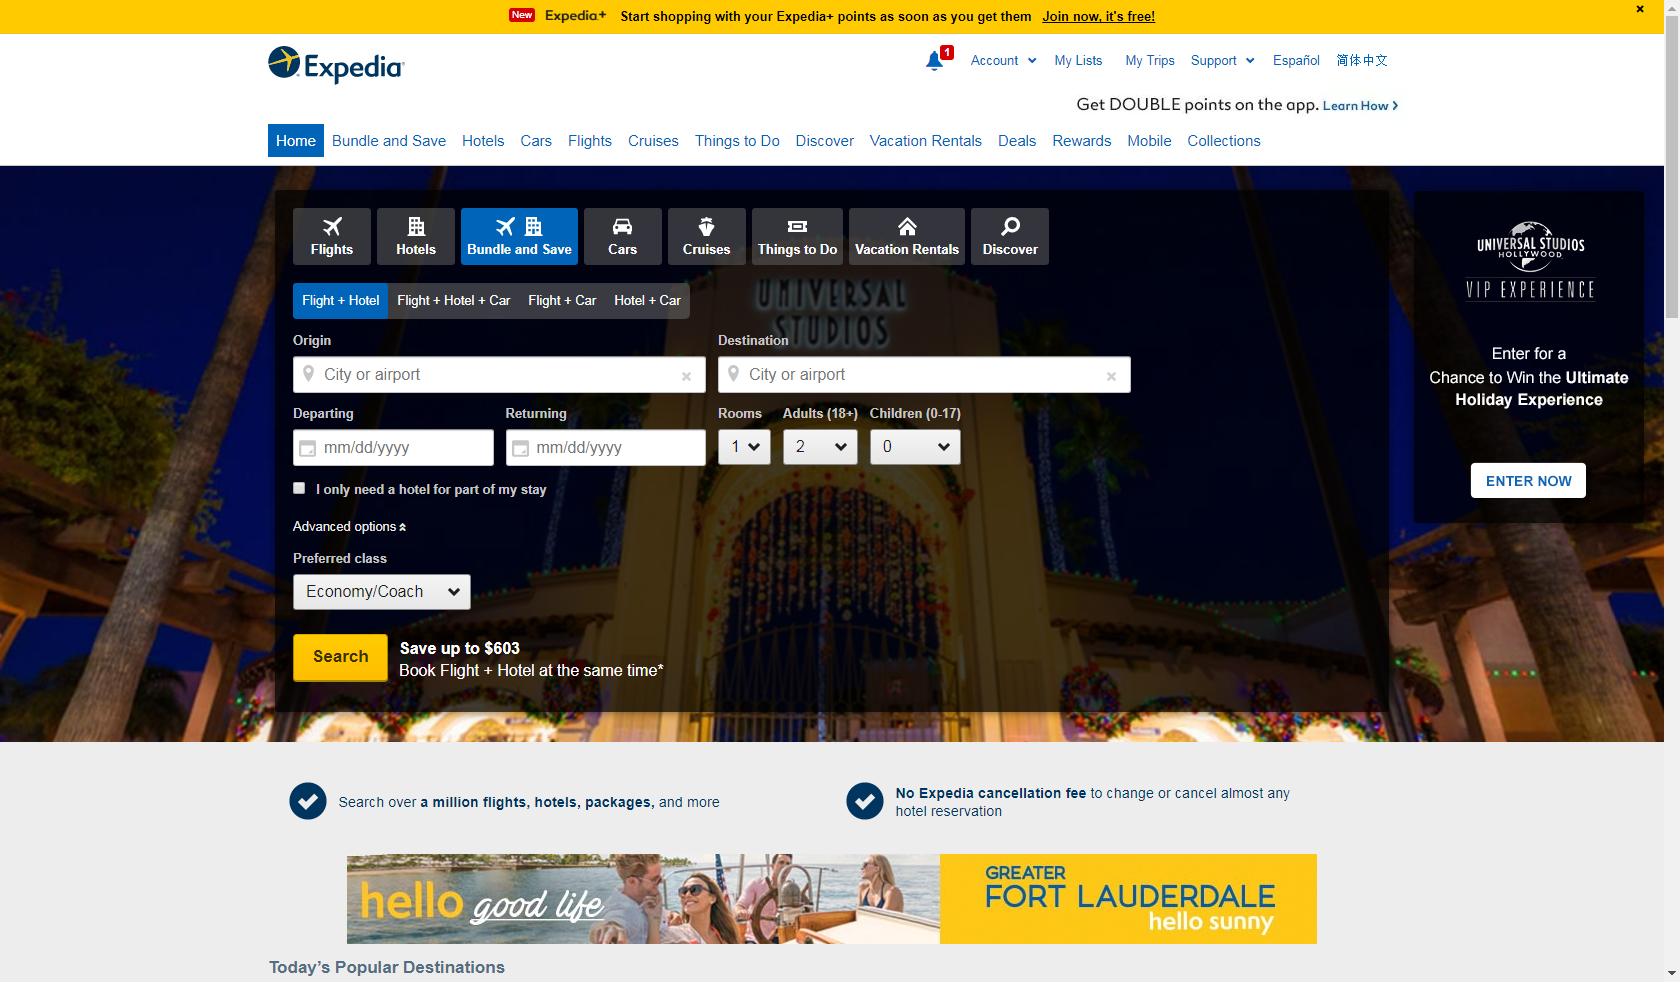 New Expedia+ Start shopping with your Expedia+ points as soon as you get them Join now, it's free!
Expedia
1 Account My Lists My Trips Support Español 简体中文
Get DOUBLE points on the app. Learn How
Home Bundle and Save Hotels Cars Flights Cruises Things to Do Discover Vacation Rentals Deals Rewards Mobile Collections
Flights Hotels Bundle and Save Cars Cruises Things to Do Vacation Rentals Discover
Flight + Hotel Flight + Hotel + Car Flight + Car Hotel + Car
UNIVERSAL
STUDIOS
Origin Destination
City or airport City or airport
Departing Returning Rooms Adults (18+) Children (0-17)
mm/dd/yyyy mm/dd/yyyy 1 2 0
I only need a hotel for part of my stay
Advanced options
Preferred class
Economy/Coach
Search
Save up to $603
Book Flight + Hotel at the same time*
UNIVERSAL STUDIOS
HOLLYWOOD
VIP EXPERIENCE
Enter for a
Chance to Win the Ultimate
Holiday Experience
ENTER NOW
Search over a million flights, hotels, packages, and more
No Expedia cancellation fee to change or cancel almost any
hotel reservation
hello good life
GREATER
FORT LAUDERDALE
hello sunny
Today's Popular Destinations